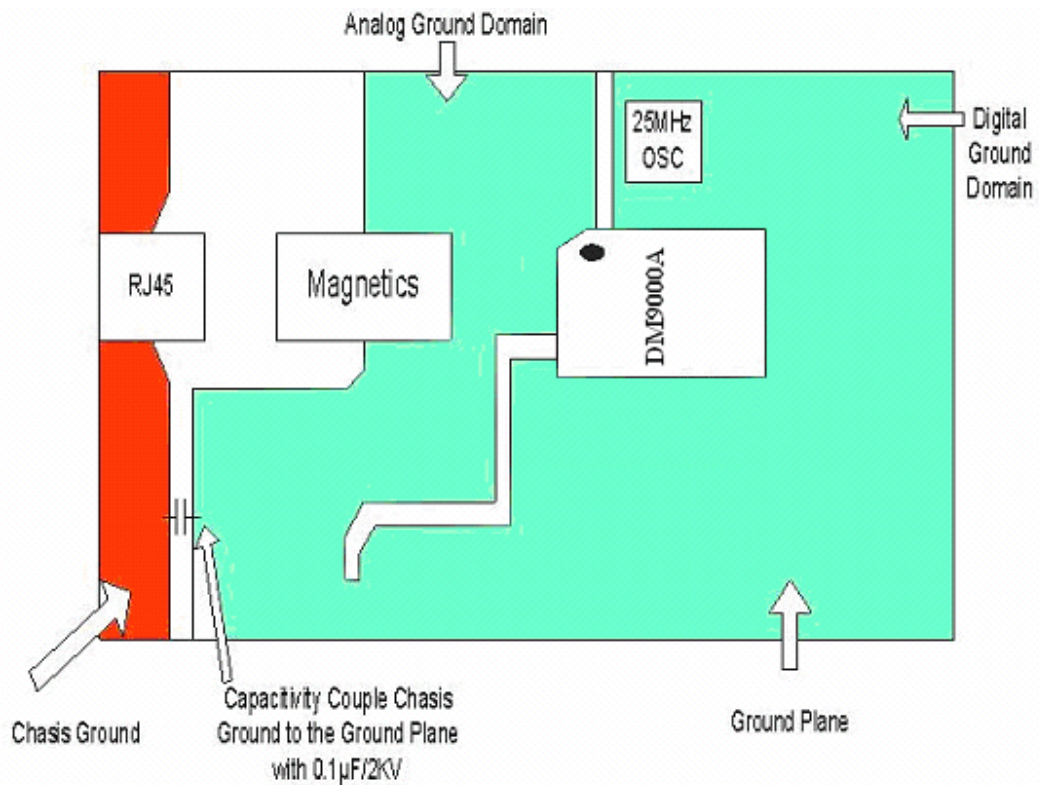 Analog Ground Domain
25MHz
OSC
Digital
Ground
Domain
RJ45
Magnetics
DM9000A
Chasis Ground
Capacitivity Couple Chasis
Ground to the Ground Plane
with 0.1µF/2KV
Ground Plane